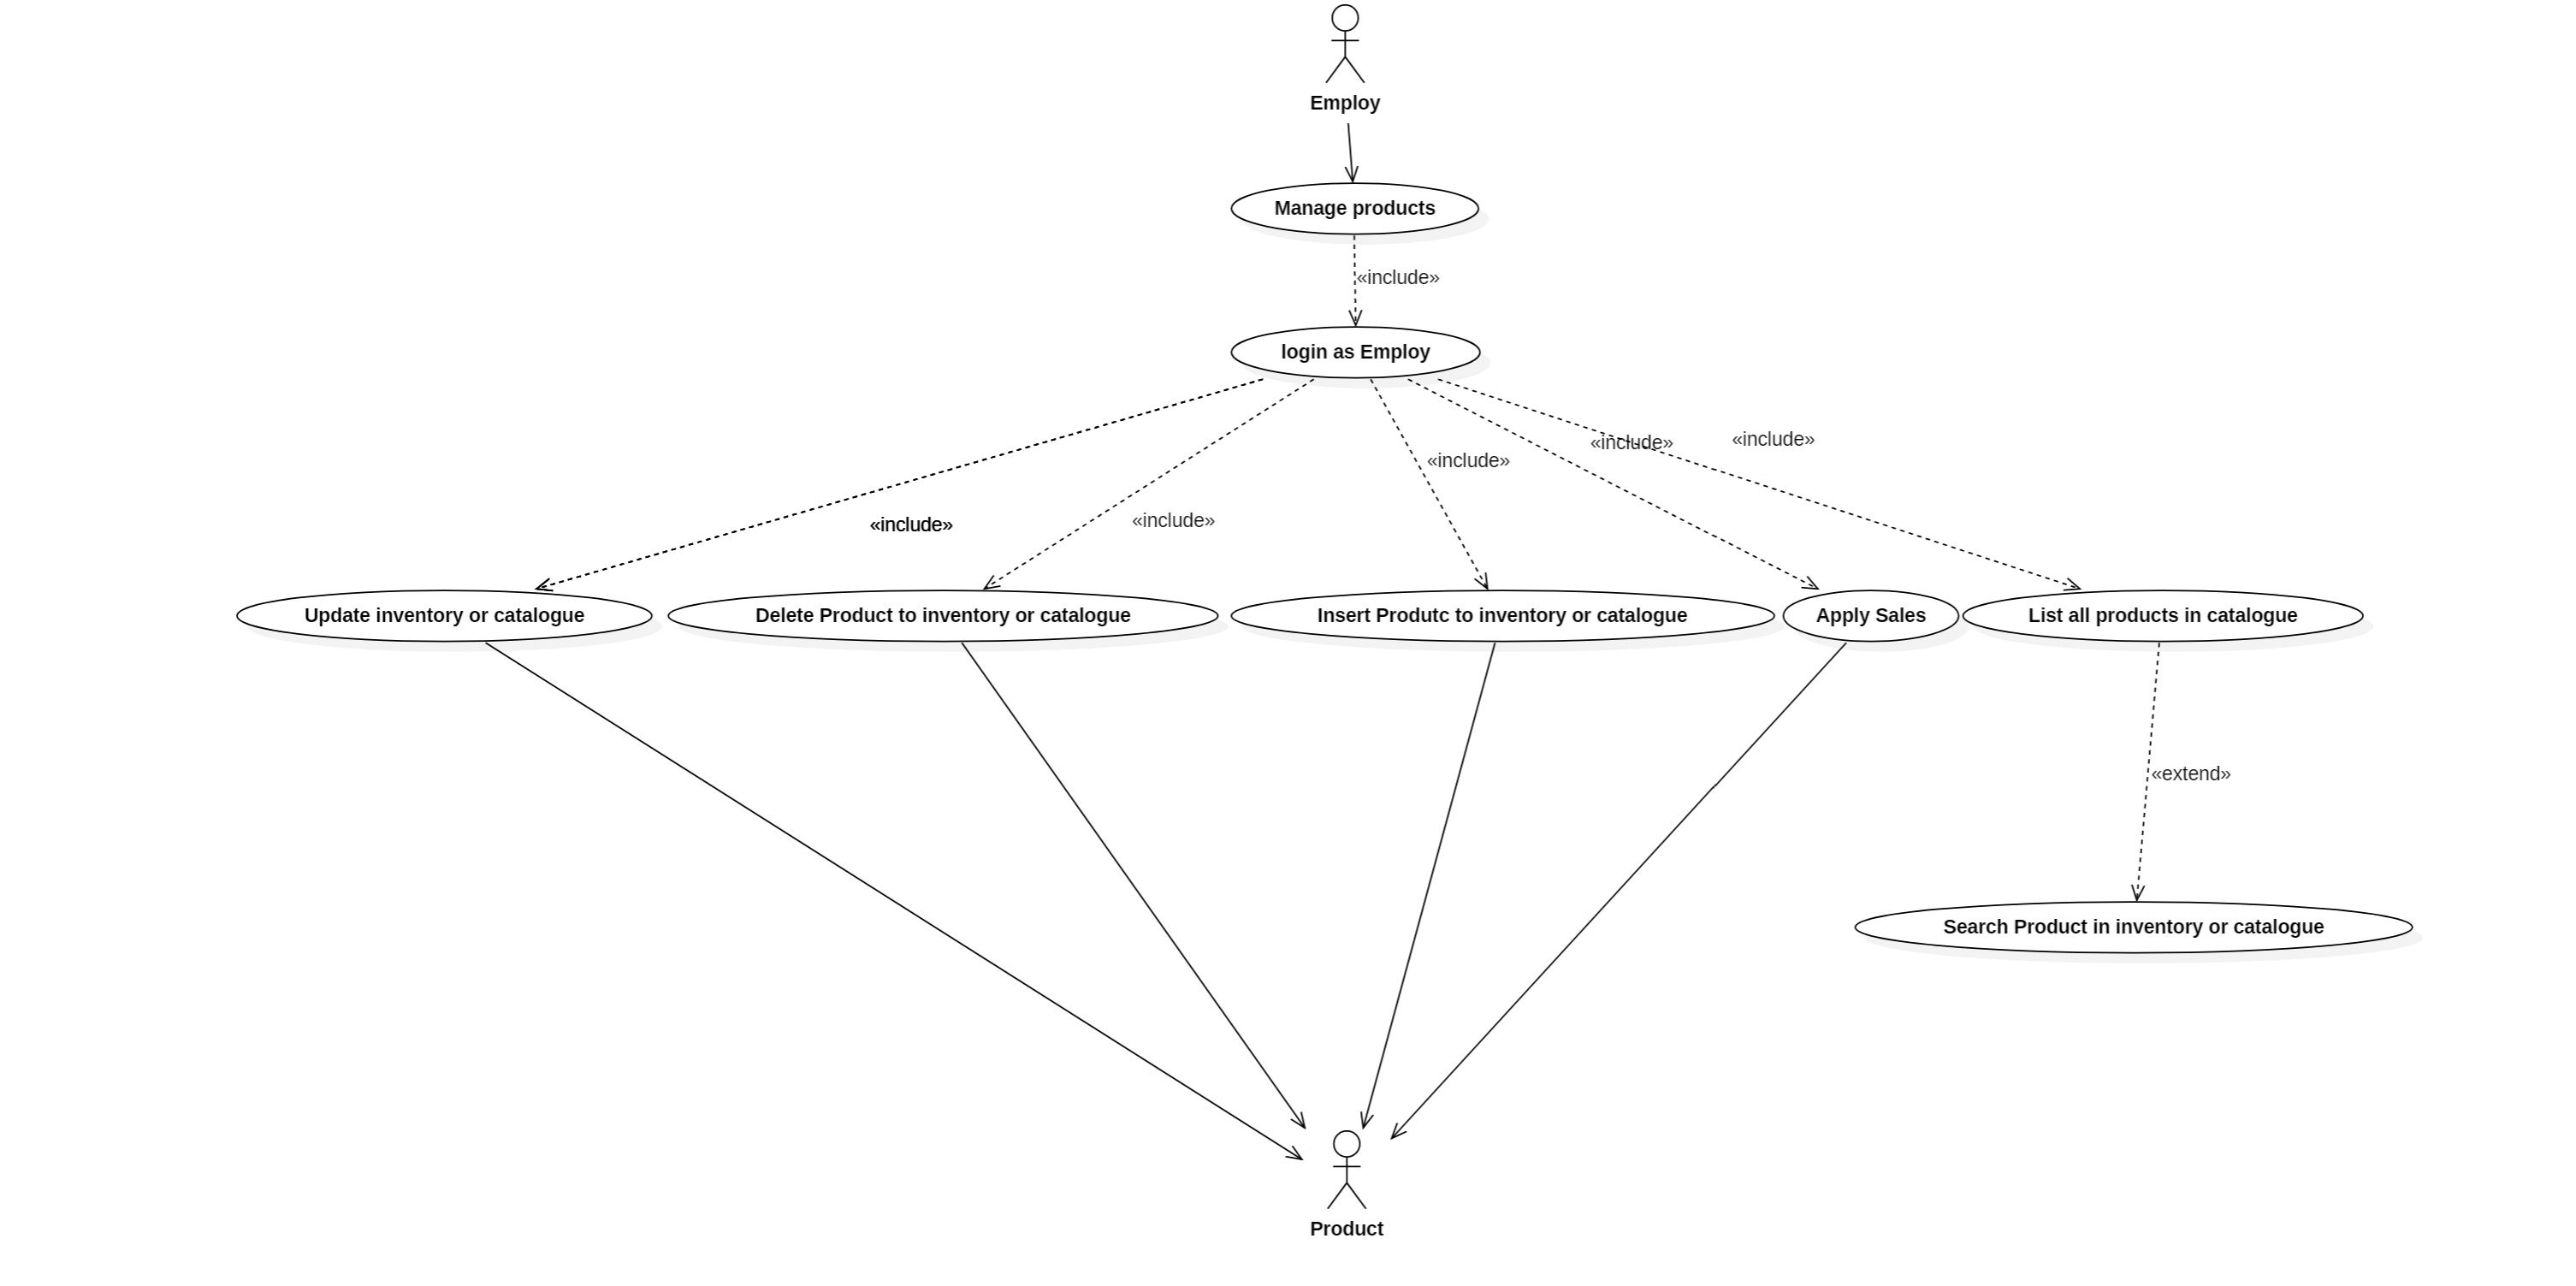 Employ
Manage products
«include»
login as Employ
«include»
«include»
«include»
«include»
«include»
Update inventory or catalogue
Delete Product to inventory or catalogue
Insert Produtc to inventory or catalogue
Apply Sales
List all products in catalogue
«extend»
Search Product in inventory or catalogue
Product